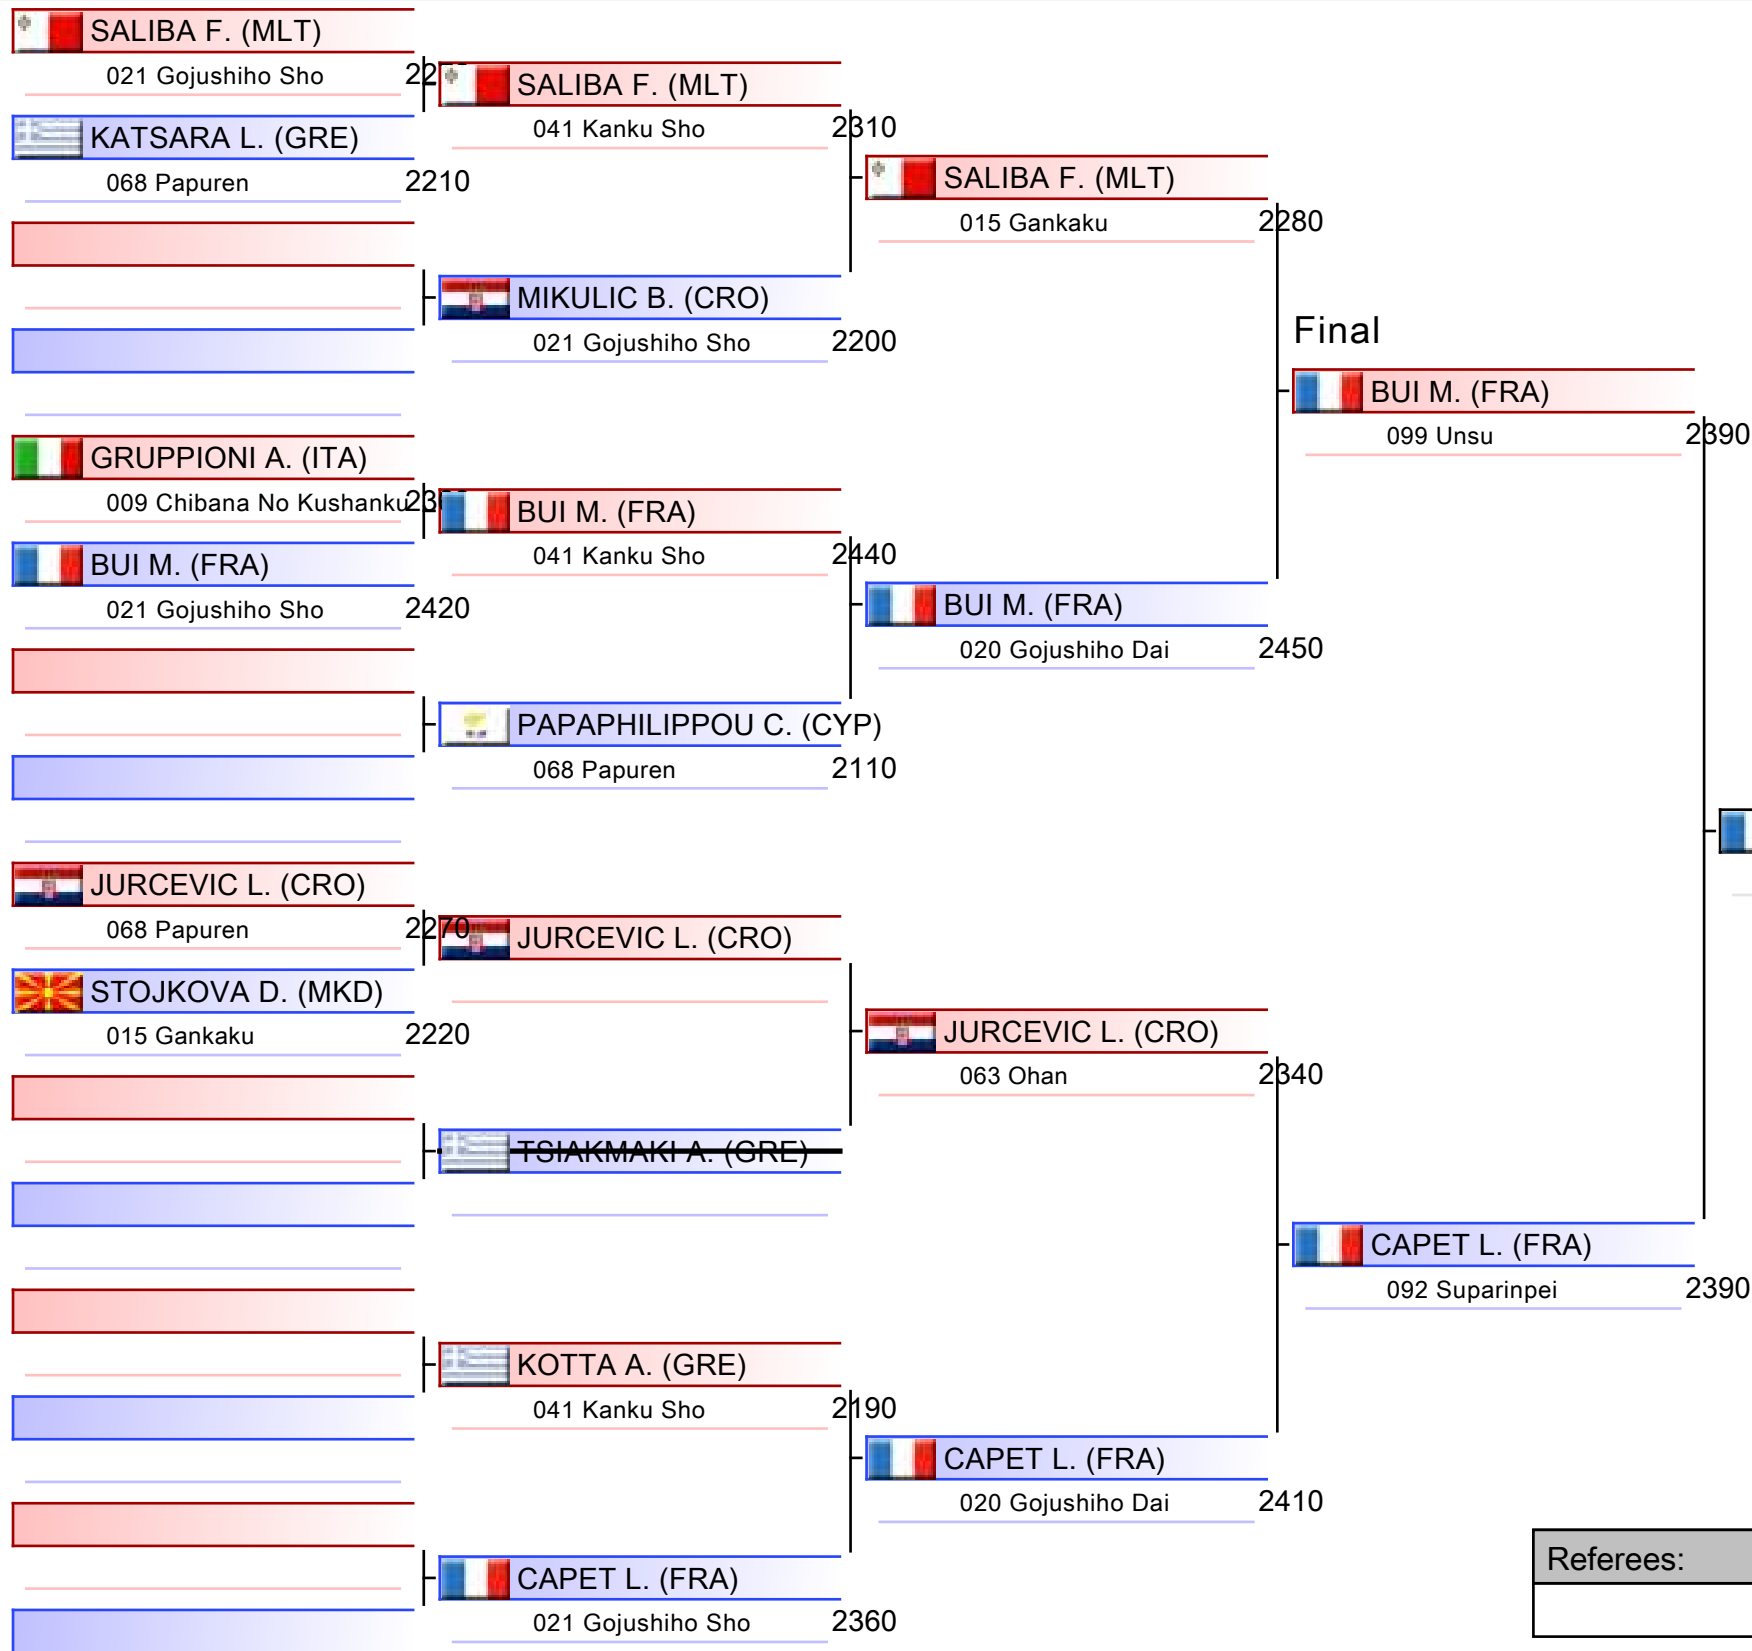 SALIBA F. (MLT)
021 Gojushiho Sho
KATSARA L. (GRE)
068 Papuren 2210
GRUPPIONI A. (ITA)
009 Chibana No Kushanku
BUI M. (FRA)
021 Gojushiho Sho 2420
JURCEVIC L. (CRO)
068 Papuren 2270
STOJKOVA D. (MKD)
015 Gankaku 2220
SALIBA F. (MLT)
041 Kanku Sho 2310
MIKULIC B. (CRO)
021 Gojushiho Sho 2200
BUI M. (FRA)
041 Kanku Sho 2440
PAPAPHILIPPOU C. (CYP)
068 Papuren 2110
JURCEVIC L. (CRO)
TSIAKMAKI A. (GRE)
KOTTA A. (GRE)
041 Kanku Sho 2190
CAPET L. (FRA)
021 Gojushiho Sho 2360
SALIBA F. (MLT)
015 Gankaku 2280
BUI M. (FRA)
020 Gojushiho Dai 2450
JURCEVIC L. (CRO)
063 Ohan 2340
CAPET L. (FRA)
020 Gojushiho Dai 2410
Final
BUI M. (FRA)
099 Unsu 2390
CAPET L. (FRA)
092 Suparinpei 2390
Referees: